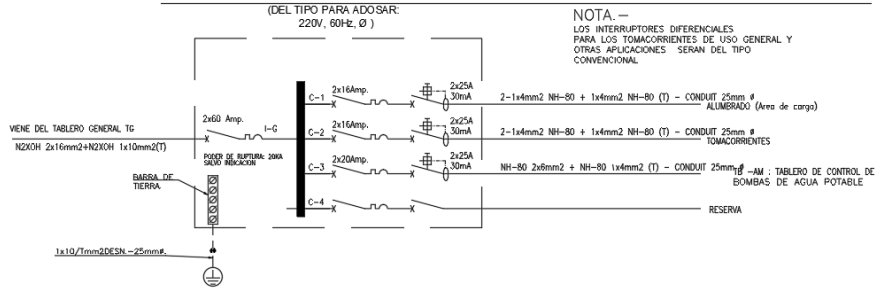 (DEL TIPO PARA ADOSAR:
220V, 60Hz, Ø )
NOTA.—
LOS INTERRUPTORES DIFERENCIALES
PARA LOS TOMACORRIENTES DE USO GENERAL Y
OTRAS APLICACIONES SERAN DEL TIPO
CONVENCIONAL
C-1
2x16Amp.
2x25A
30mA
2-1x4mm2 NH-80 + 1x4mm2 NH-80 (T) - CONDUIT 25mm ø
ALUMBRADO (Area de carga)
2x60 Amp.
I-G
VIENE DEL TABLERO GENERAL TG
N2XOH 2x16mm2+N2XOH 1x10mm2(T)
C-2
2x16Amp.
2x25A
30mA
2-1x4mm2 NH-80 + 1x4mm2 NH-80 (T) - CONDUIT 25mm ø
TOMACORRIENTES
PODER DE RUPTURA: 20KA
SALVO INDICACION
C-3
2x20Amp.
2x25A
30mA
NH-80 2x6mm2 + NH-80 1x4mm2 (T) - CONDUIT 25mm ø
TB -AM : TABLERO DE CONTROL DE
BOMBAS DE AGUA POTABLE
BARRA DE
TIERRA
C-4
RESERVA
1x10/Tmm2DESN.-25mmø.